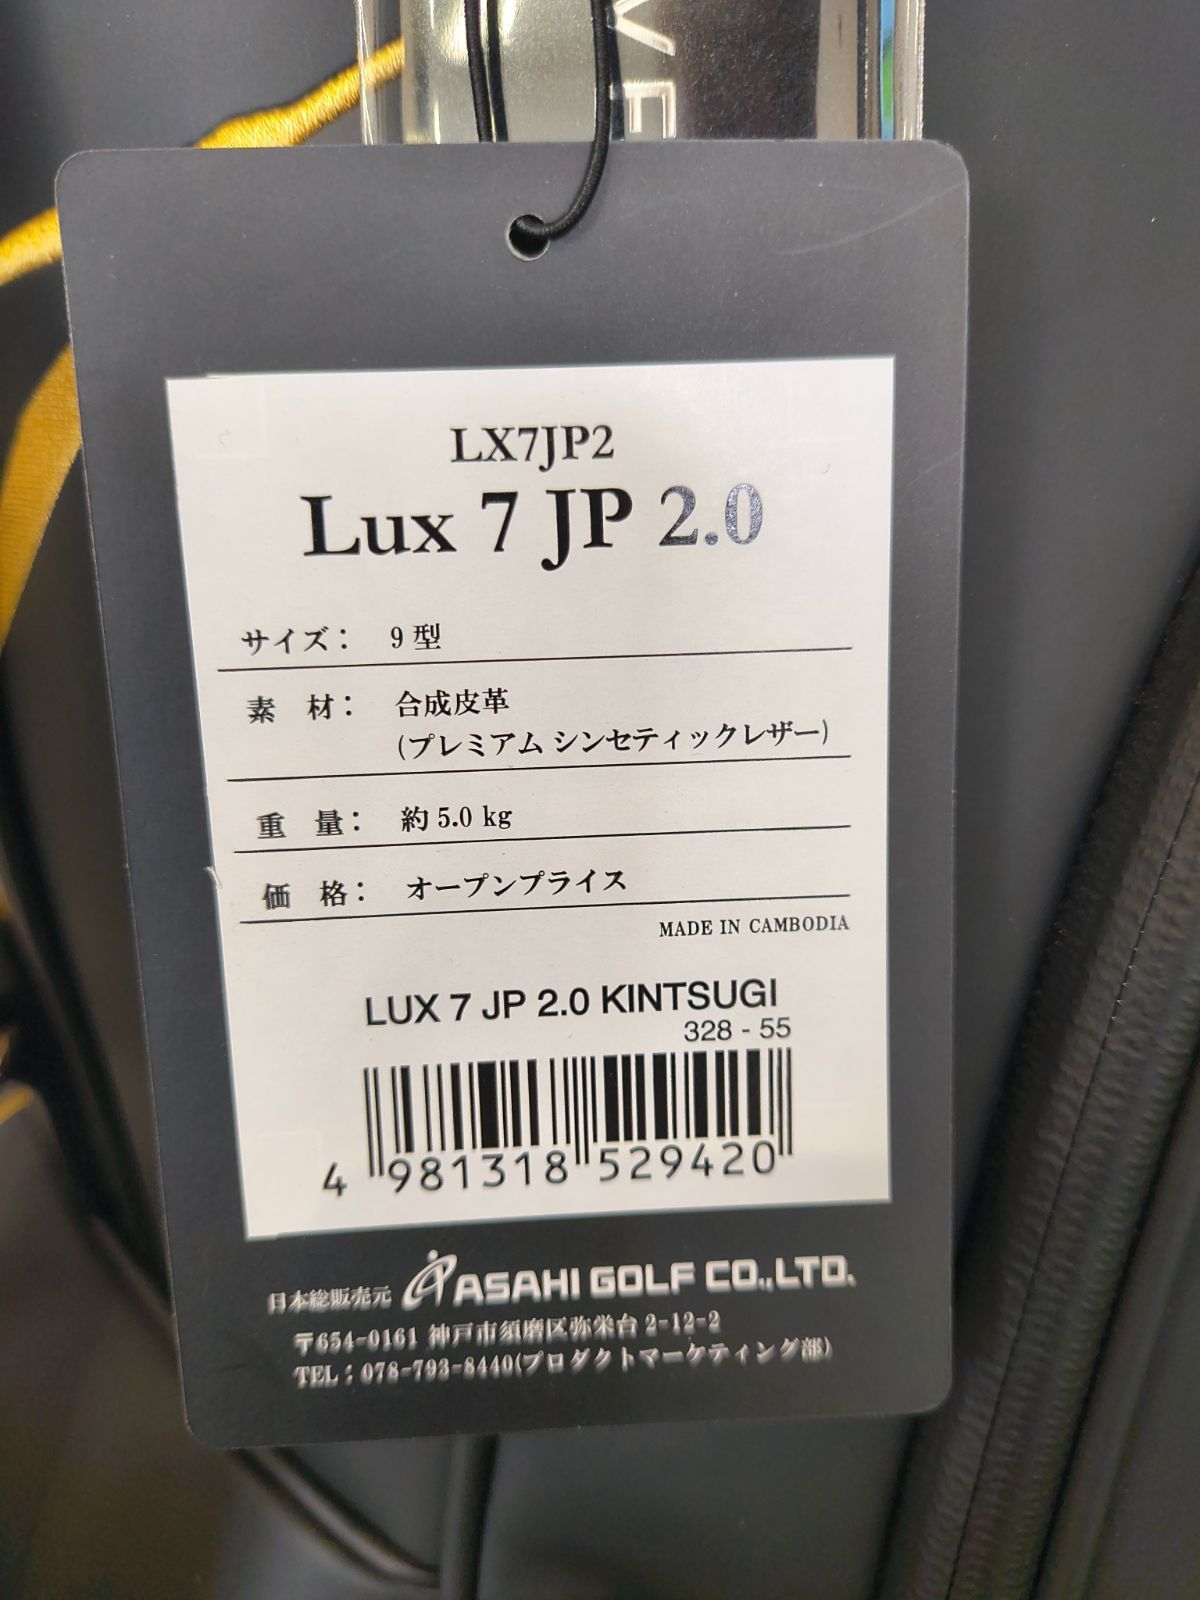 VE
LX7JP2
Lux 7 JP 2.0
サイズ： 9 型
素 材： 合成皮革
(プレミアム シンセティックレザー)
重 量： 約 5.0 kg
価 格： オープンプライス
MADE IN CAMBODIA
LUX 7 JP 2.0 KINTSUGI
328 - 55
4 981318 529420
日本総販売元 ASAHI GOLF CO.,LTD.
〒654-0161 神戸市須磨区弥栄台 2-12-2
TEL：078-793-8440(プロダクトマーケティング部)